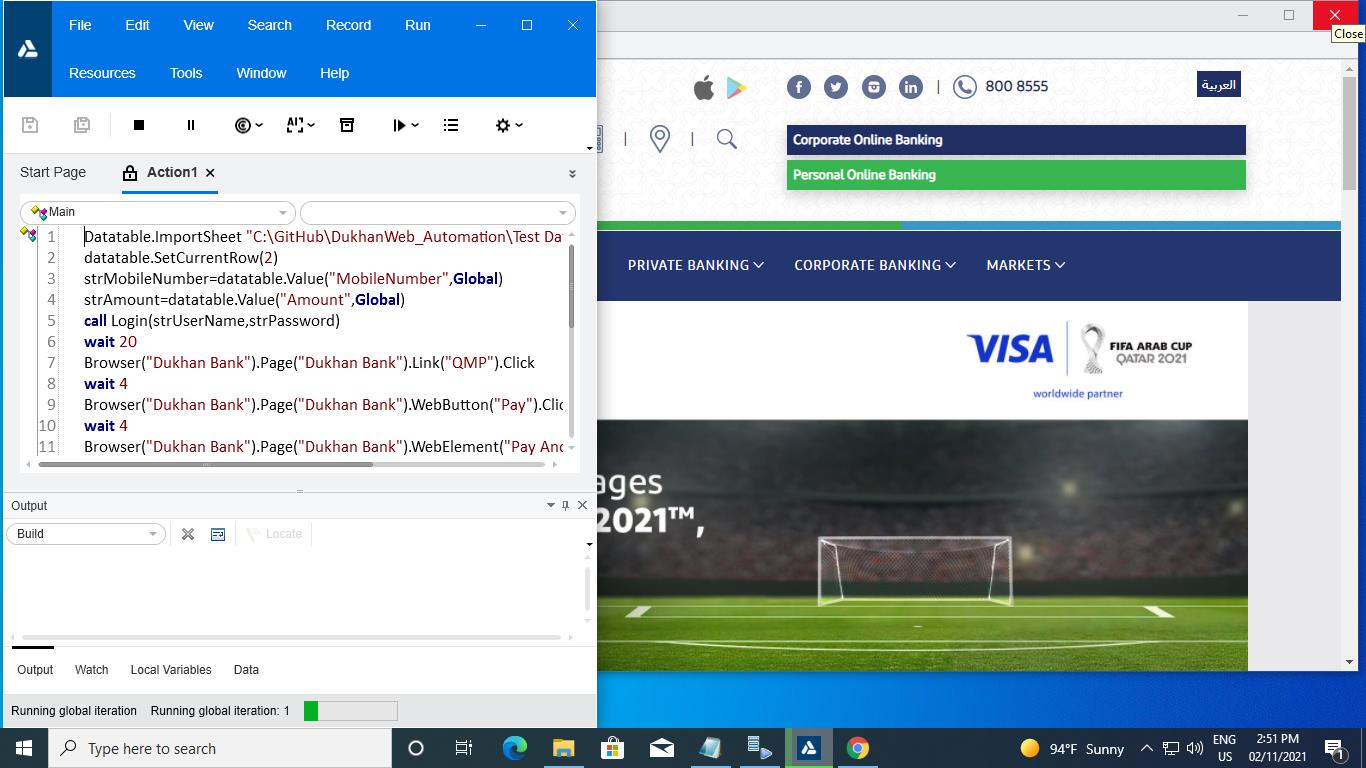 File Edit View Search Record Run
Resources Tools Window Help
Start Page Action1
Main
1 Datatable.ImportSheet "C:\GitHub\DukhanWeb_Automation\Test Da
2 datatable.SetCurrentRow(2)
3 strMobileNumber=datatable.Value("MobileNumber",Global)
4 strAmount=datatable.Value("Amount",Global)
5 call Login(strUserName,strPassword)
6 wait 20
7 Browser("Dukhan Bank").Page("Dukhan Bank").Link("QMP").Click
8 wait 4
9 Browser("Dukhan Bank").Page("Dukhan Bank").WebButton("Pay").Clic
10 wait 4
11 Browser("Dukhan Bank").Page("Dukhan Bank").WebElement("Pay And
Output
Build
Locate
Output Watch Local Variables Data
Running global iteration Running global iteration: 1
Close
800 8555
العربية
Corporate Online Banking
Personal Online Banking
PRIVATE BANKING CORPORATE BANKING MARKETS
VISA
FIFA ARAB CUP
QATAR 2021
worldwide partner
ages
2021™,
Type here to search
94°F Sunny
ENG
US
2:51 PM
02/11/2021
1